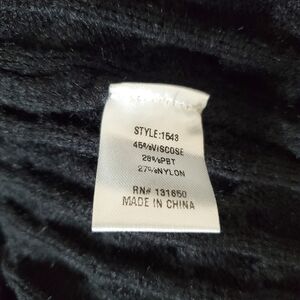 STYLE:1543
45%VISCOSE
28%PBT
27%NYLON
RN# 131650
MADE IN CHINA